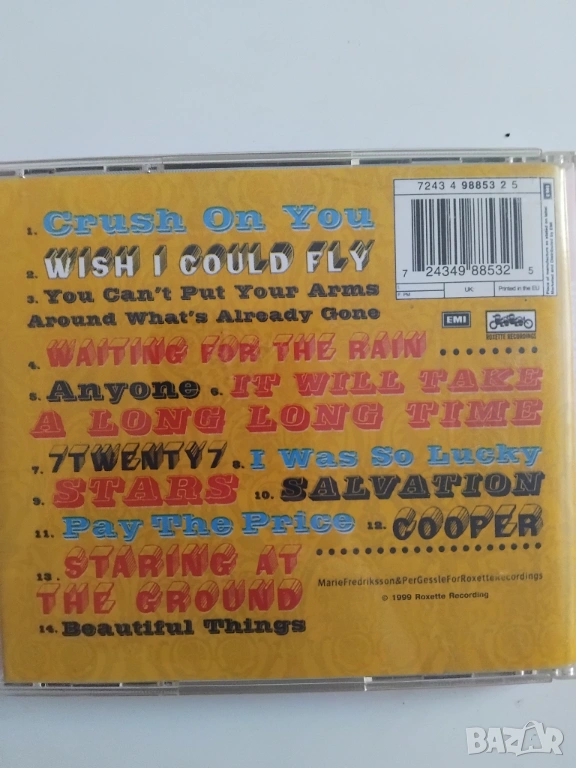 7243 4 98853 2 5
7 24349 88532 5
UK:
Printed in the EU
EMI
EMI
ROXETTE RECORDINGS
1. Crush On You
2. WISH I COULD FLY
3. You Can't Put Your Arms
Around What's Already Gone
4. WAITING FOR THE RAIN
5. Anyone 6. IT WILL TAKE
A LONG LONG TIME
7. 7TWENTY7 8. I Was So Lucky
9. STARS 10. SALVATION
11. Pay The Price 12. COOPER
13. STARING AT
THE GROUND
14. Beautiful Things
MarieFredriksson&PerGessleForRoxetteRecordings
© 1999 Roxette Recording
BAZAR